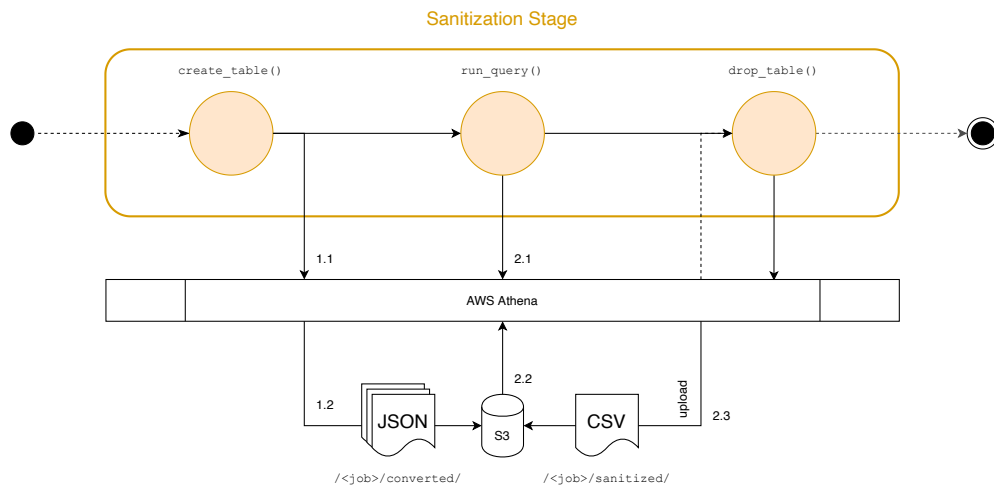 Sanitization Stage
create_table()
run_query()
drop_table()
1.1
2.1
AWS Athena
1.2
2.2
upload
2.3
JSON
S3
CSV
/<job>/converted/
/<job>/sanitized/